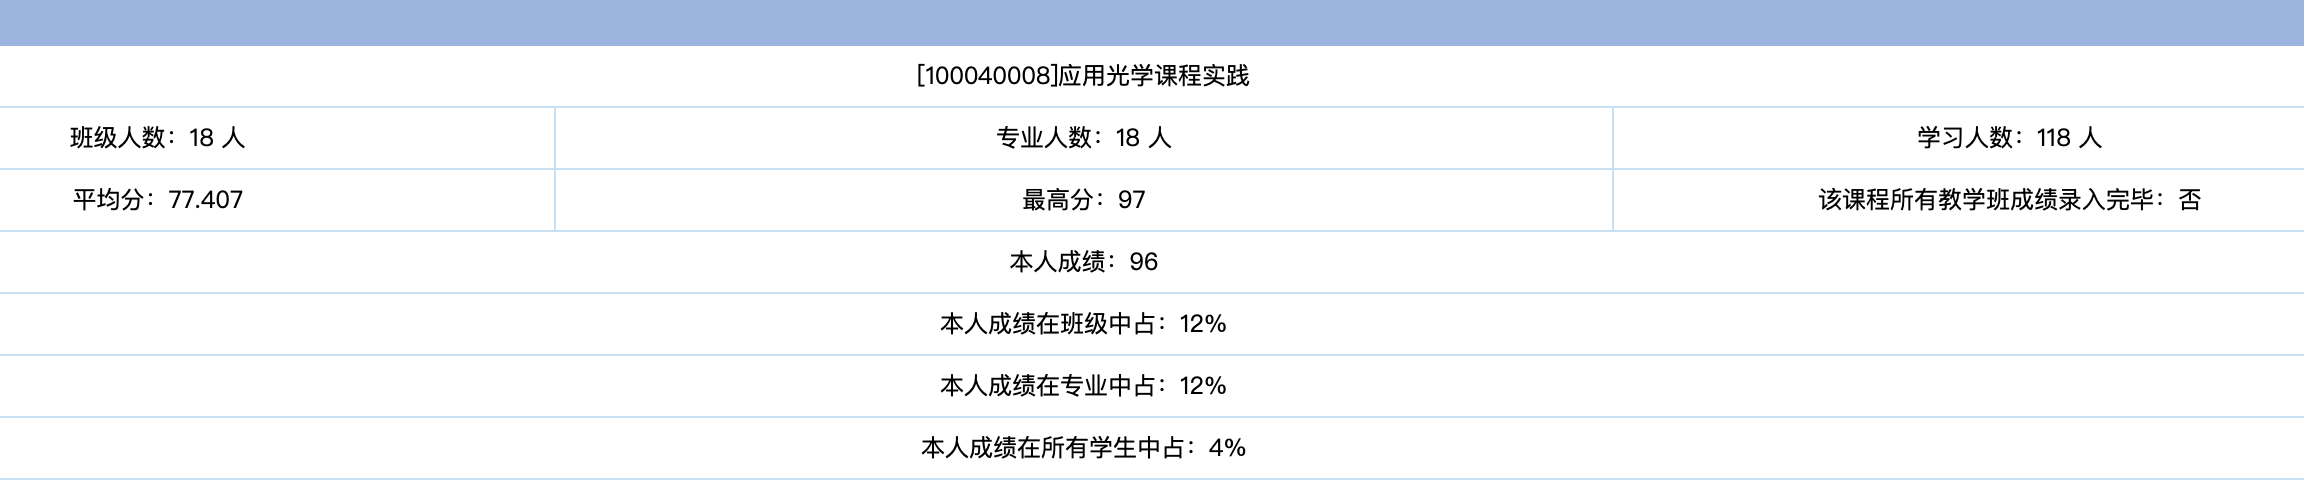 [100040008]应用光学课程实践
班级人数：18 人 专业人数：18 人 学习人数：118 人
平均分：77.407 最高分：97 该课程所有教学班成绩录入完毕：否
本人成绩：96
本人成绩在班级中占：12%
本人成绩在专业中占：12%
本人成绩在所有学生中占：4%